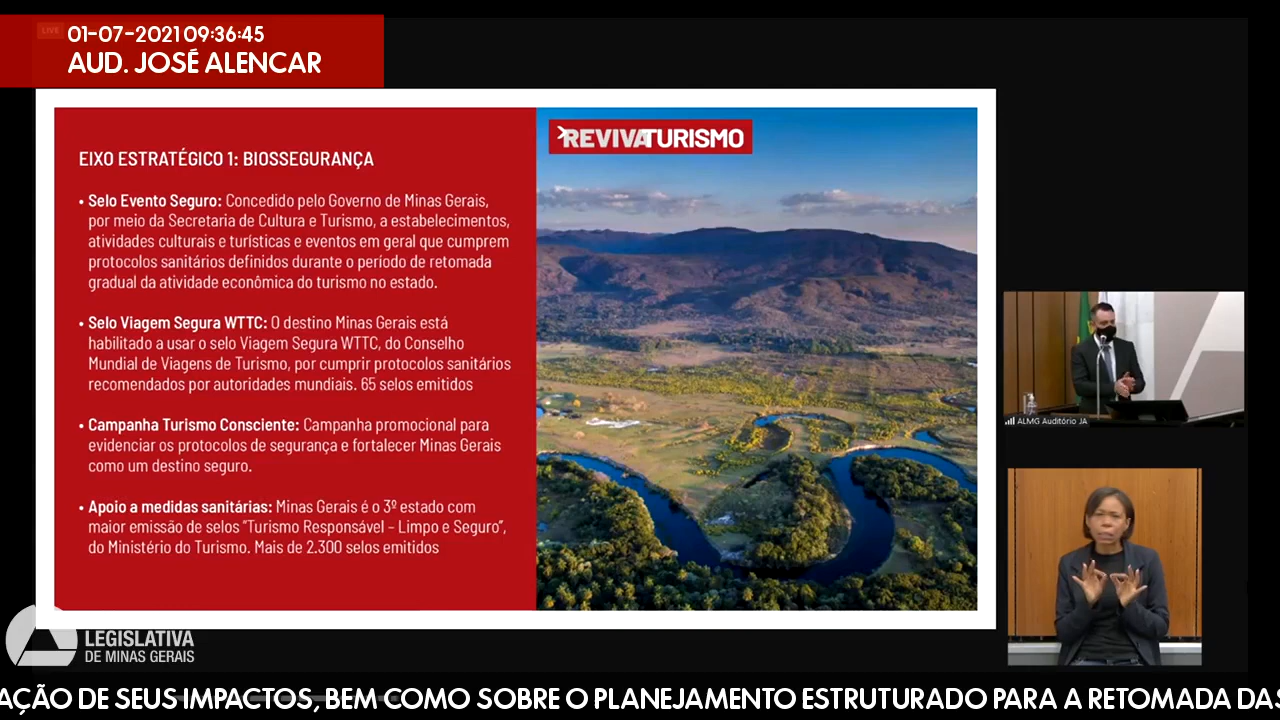 LIVE
01-07-2021 09:36:45
AUD. JOSÉ ALENCAR
REVIVATURISMO
EIXO ESTRATÉGICO 1: BIOSSEGURANÇA
• Selo Evento Seguro: Concedido pelo Governo de Minas Gerais,
por meio da Secretaria de Cultura e Turismo, a estabelecimentos,
atividades culturais e turísticas e eventos em geral que cumprem
protocolos sanitários definidos durante o período de retomada
gradual da atividade econômica do turismo no estado.
• Selo Viagem Segura WTTC: O destino Minas Gerais está
habilitado a usar o selo Viagem Segura WTTC, do Conselho
Mundial de Viagens de Turismo, por cumprir protocolos sanitários
recomendados por autoridades mundiais. 65 selos emitidos
• Campanha Turismo Consciente: Campanha promocional para
evidenciar os protocolos de segurança e fortalecer Minas Gerais
como um destino seguro.
• Apoio a medidas sanitárias: Minas Gerais é o 3º estado com
maior emissão de selos “Turismo Responsável – Limpo e Seguro”,
do Ministério do Turismo. Mais de 2.300 selos emitidos
ALMG Auditório JA
LEGISLATIVA
DE MINAS GERAIS
AÇÃO DE SEUS IMPACTOS, BEM COMO SOBRE O PLANEJAMENTO ESTRUTURADO PARA A RETOMADA DAS